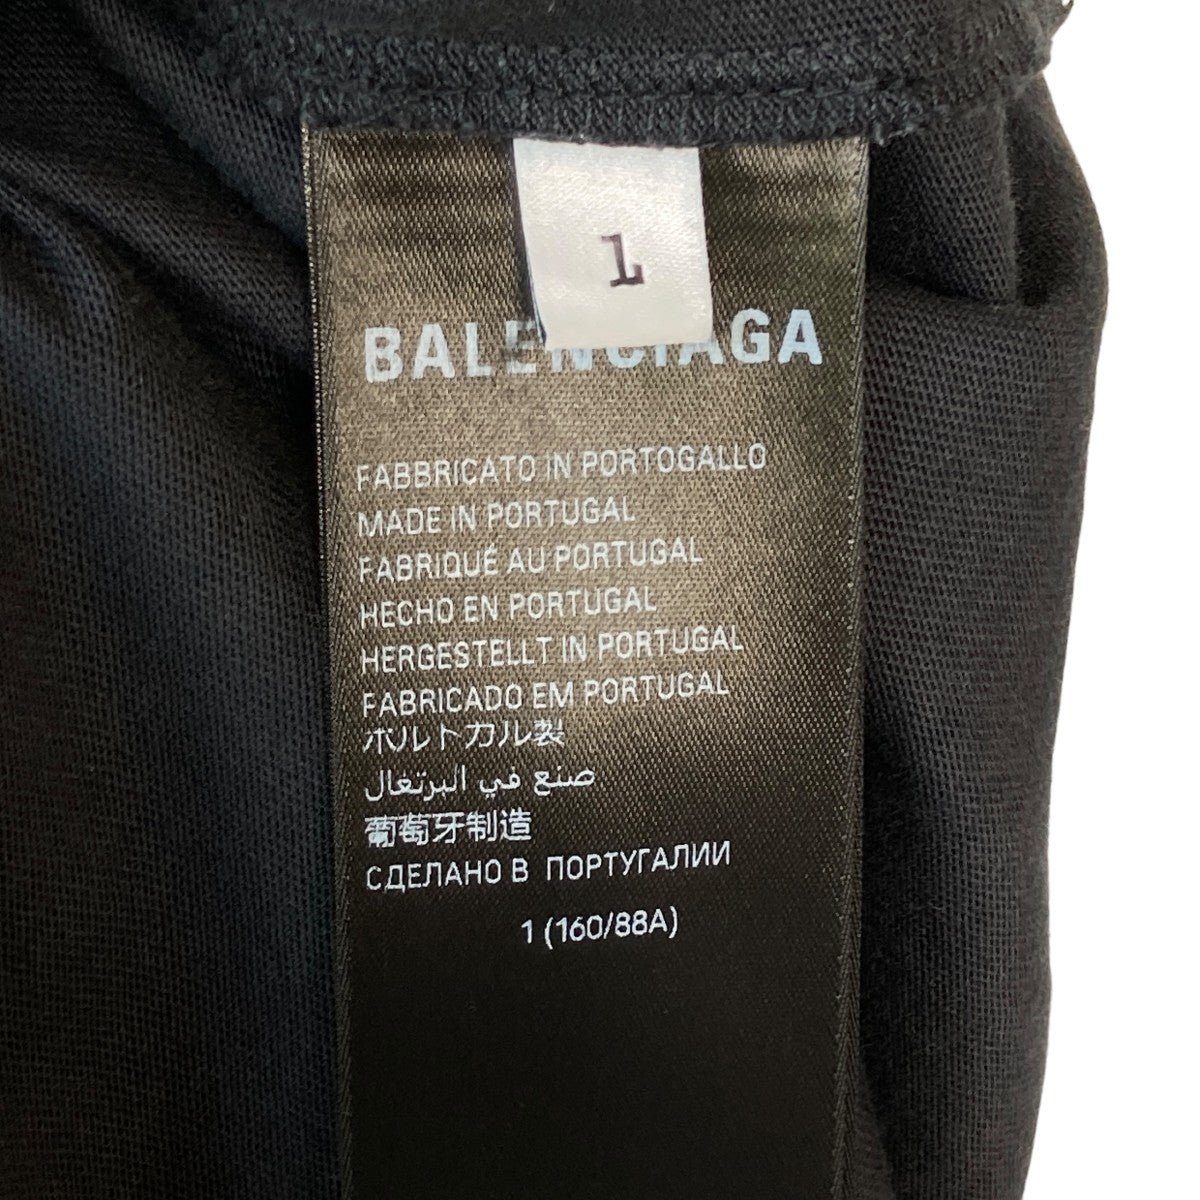 1
BALENCIAGA
FABBRICATO IN PORTOGALLO
MADE IN PORTUGAL
FABRIQUÉ AU PORTUGAL
HECHO EN PORTUGAL
HERGESTELLT IN PORTUGAL
FABRICADO EM PORTUGAL
ポルトカル製
صنع في البرتغال
葡萄牙制造
СДЕЛАНО В ПОРТУГАЛИИ
1 (160/88A)